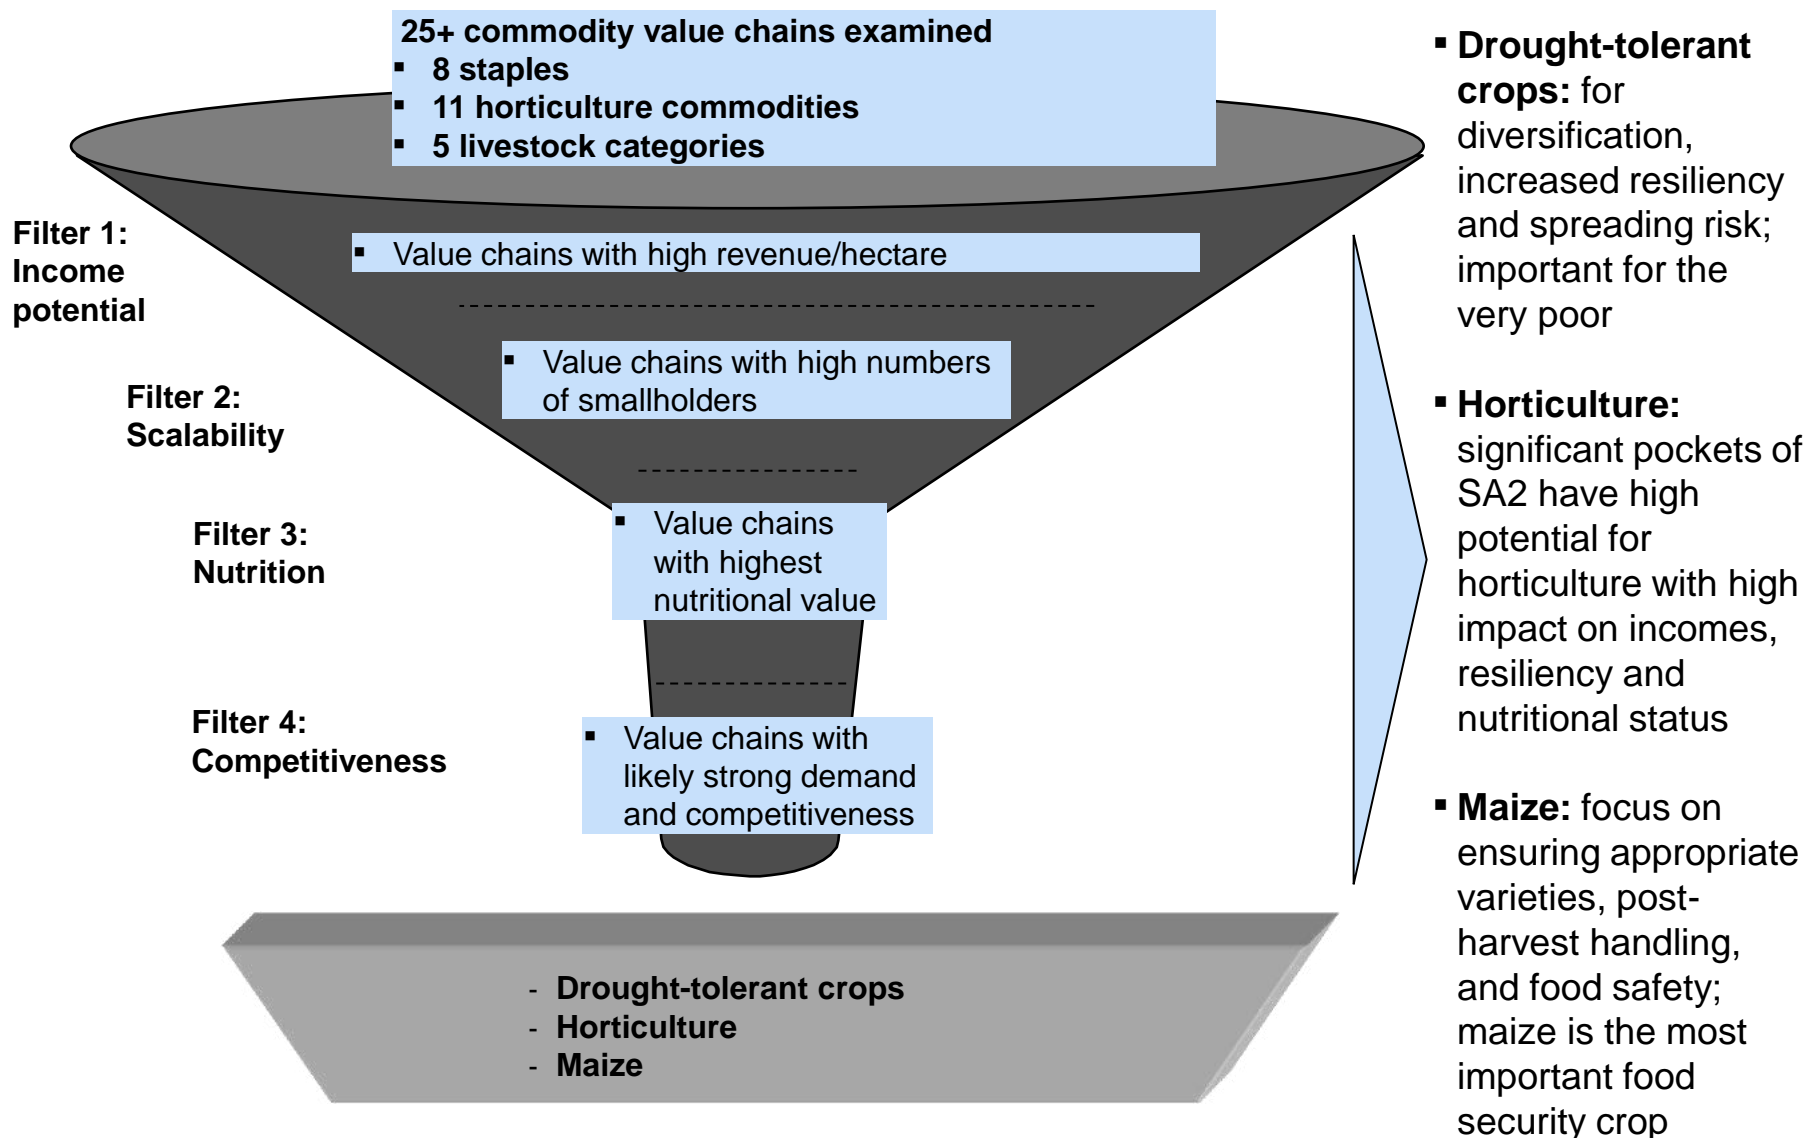 25+ commodity value chains examined
▪ 8 staples
▪ 11 horticulture commodities
▪ 5 livestock categories
Filter 1:
Income
potential
▪ Value chains with high revenue/hectare
Filter 2:
Scalability
▪ Value chains with high numbers
of smallholders
Filter 3:
Nutrition
▪ Value chains
with highest
nutritional value
Filter 4:
Competitiveness
▪ Value chains with
likely strong demand
and competitiveness
- Drought-tolerant crops
- Horticulture
- Maize
▪ Drought-tolerant
crops: for
diversification,
increased resiliency
and spreading risk;
important for the
very poor
▪ Horticulture:
significant pockets of
SA2 have high
potential for
horticulture with high
impact on incomes,
resiliency and
nutritional status
▪ Maize: focus on
ensuring appropriate
varieties, post-
harvest handling,
and food safety;
maize is the most
important food
security crop